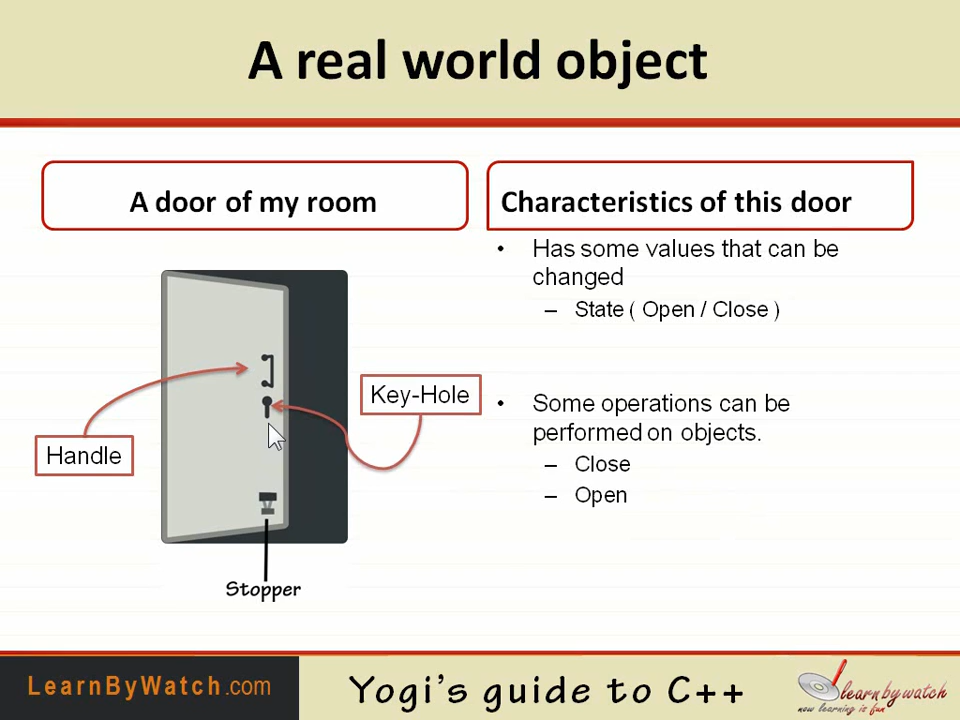 A real world object
A door of my room
Characteristics of this door
• Has some values that can be
changed
– State ( Open / Close )
Key-Hole
• Some operations can be
performed on objects.
Handle
– Close
– Open
Stopper
LearnByWatch.com
Yogi's guide to C++
learnbywatch
now learning is fun